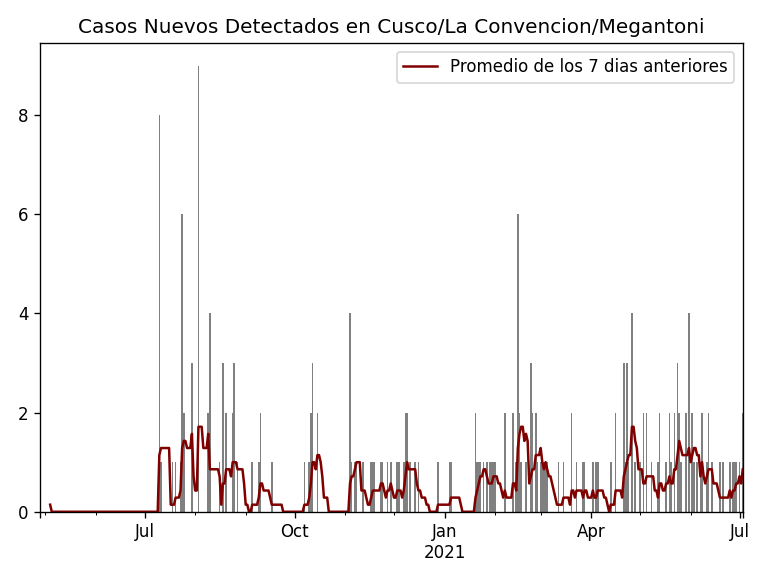 Casos Nuevos Detectados en Cusco/La Convencion/Megantoni
Promedio de los 7 dias anteriores
8
6
4
2
0
Jul
Oct
Jan
2021
Apr
Jul